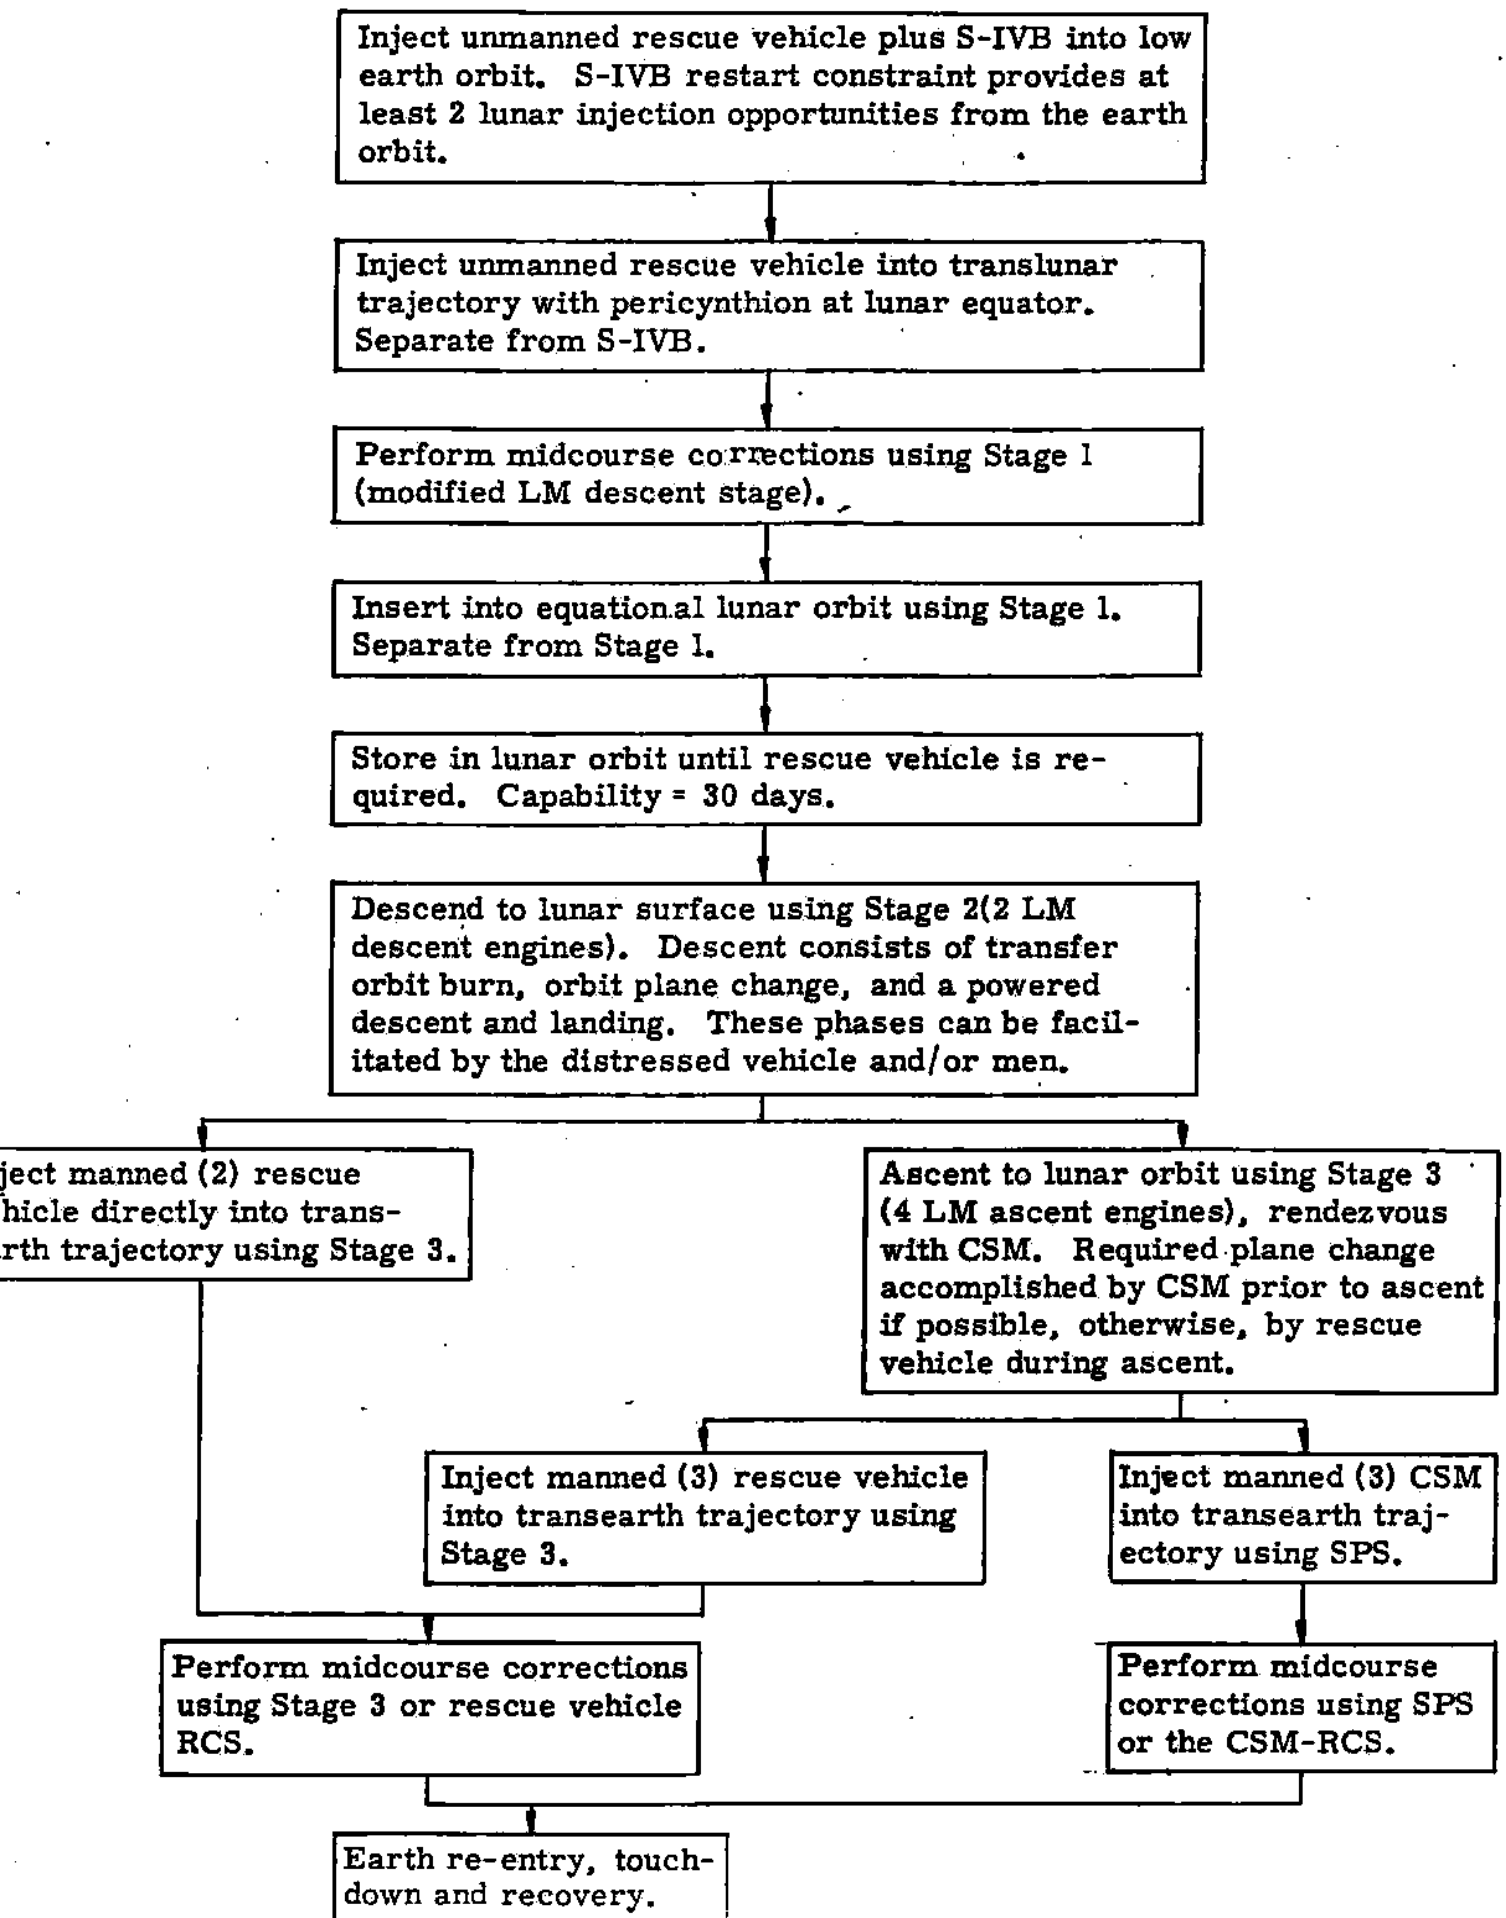 Inject unmanned rescue vehicle plus S-IVB into low
earth orbit. S-IVB restart constraint provides at
least 2 lunar injection opportunities from the earth
orbit.
Inject unmanned rescue vehicle into translunar
trajectory with pericynthion at lunar equator.
Separate from S-IVB.
Perform midcourse corrections using Stage 1
(modified LM descent stage).
Insert into equational lunar orbit using Stage 1.
Separate from Stage 1.
Store in lunar orbit until rescue vehicle is re-
quired. Capability = 30 days.
Descend to lunar surface using Stage 2(2 LM
descent engines). Descent consists of transfer
orbit burn, orbit plane change, and a powered
descent and landing. These phases can be facil-
itated by the distressed vehicle and/or men.
ject manned (2) rescue
hicle directly into trans-
rth trajectory using Stage 3.
Ascent to lunar orbit using Stage 3
(4 LM ascent engines), rendezvous
with CSM. Required plane change
accomplished by CSM prior to ascent
if possible, otherwise, by rescue
vehicle during ascent.
Inject manned (3) rescue vehicle
into transearth trajectory using
Stage 3.
Inject manned (3) CSM
into transearth traj-
ectory using SPS.
Perform midcourse corrections
using Stage 3 or rescue vehicle
RCS.
Perform midcourse
corrections using SPS
or the CSM-RCS.
Earth re-entry, touch-
down and recovery.